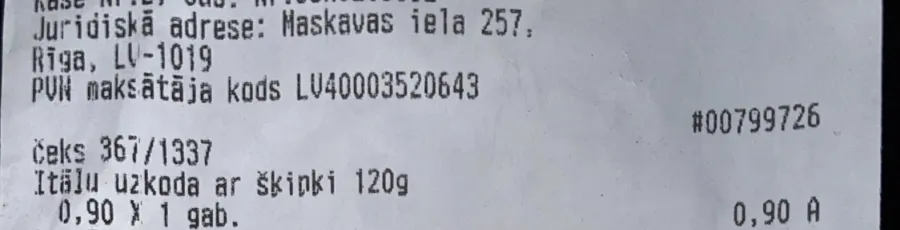 Juridiskā adrese: Maskavas iela 257,
Rīga, LV-1019
PVN maksātāja kods LV40003520643
#00799726
čeks 367/1337
Itāļu uzkoda ar šķiņķi 120g
0,90 X 1 gab. 0,90 A